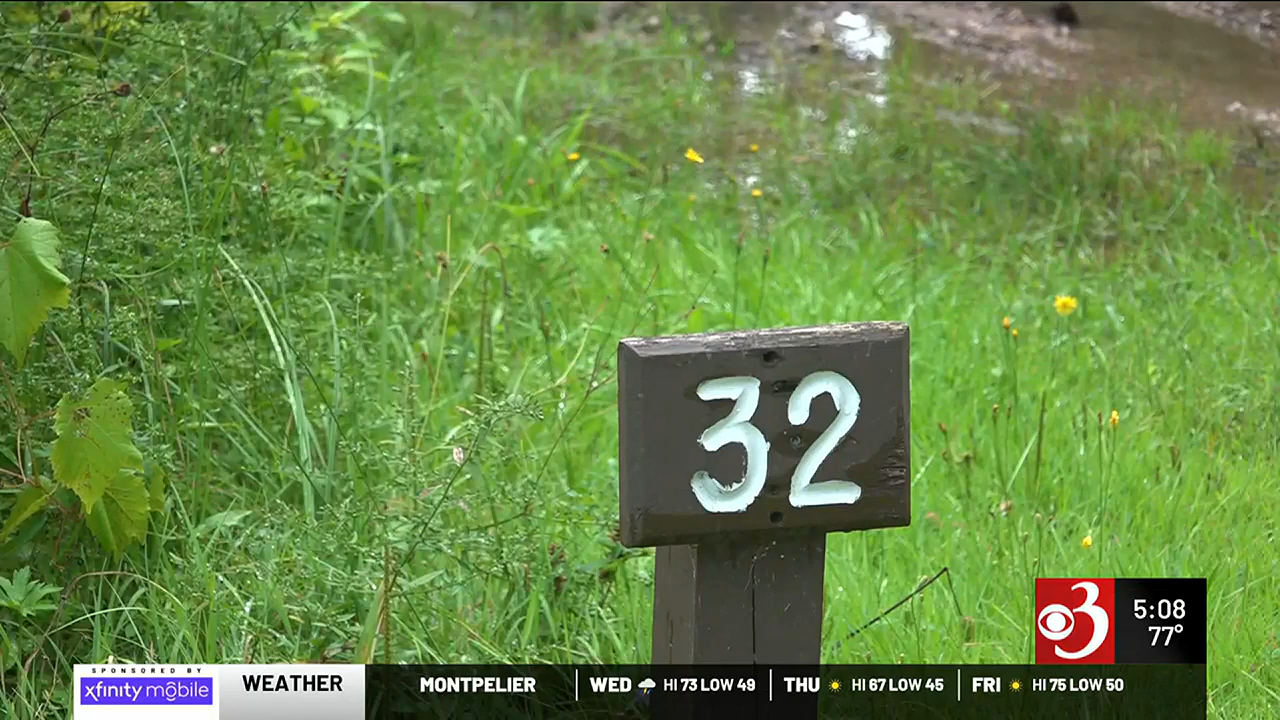 32
3
5:08
77°
SPONSORED BY
xfinity mobile
WEATHER
MONTPELIER
WED HI 73 LOW 49
THU HI 67 LOW 45
FRI HI 75 LOW 50